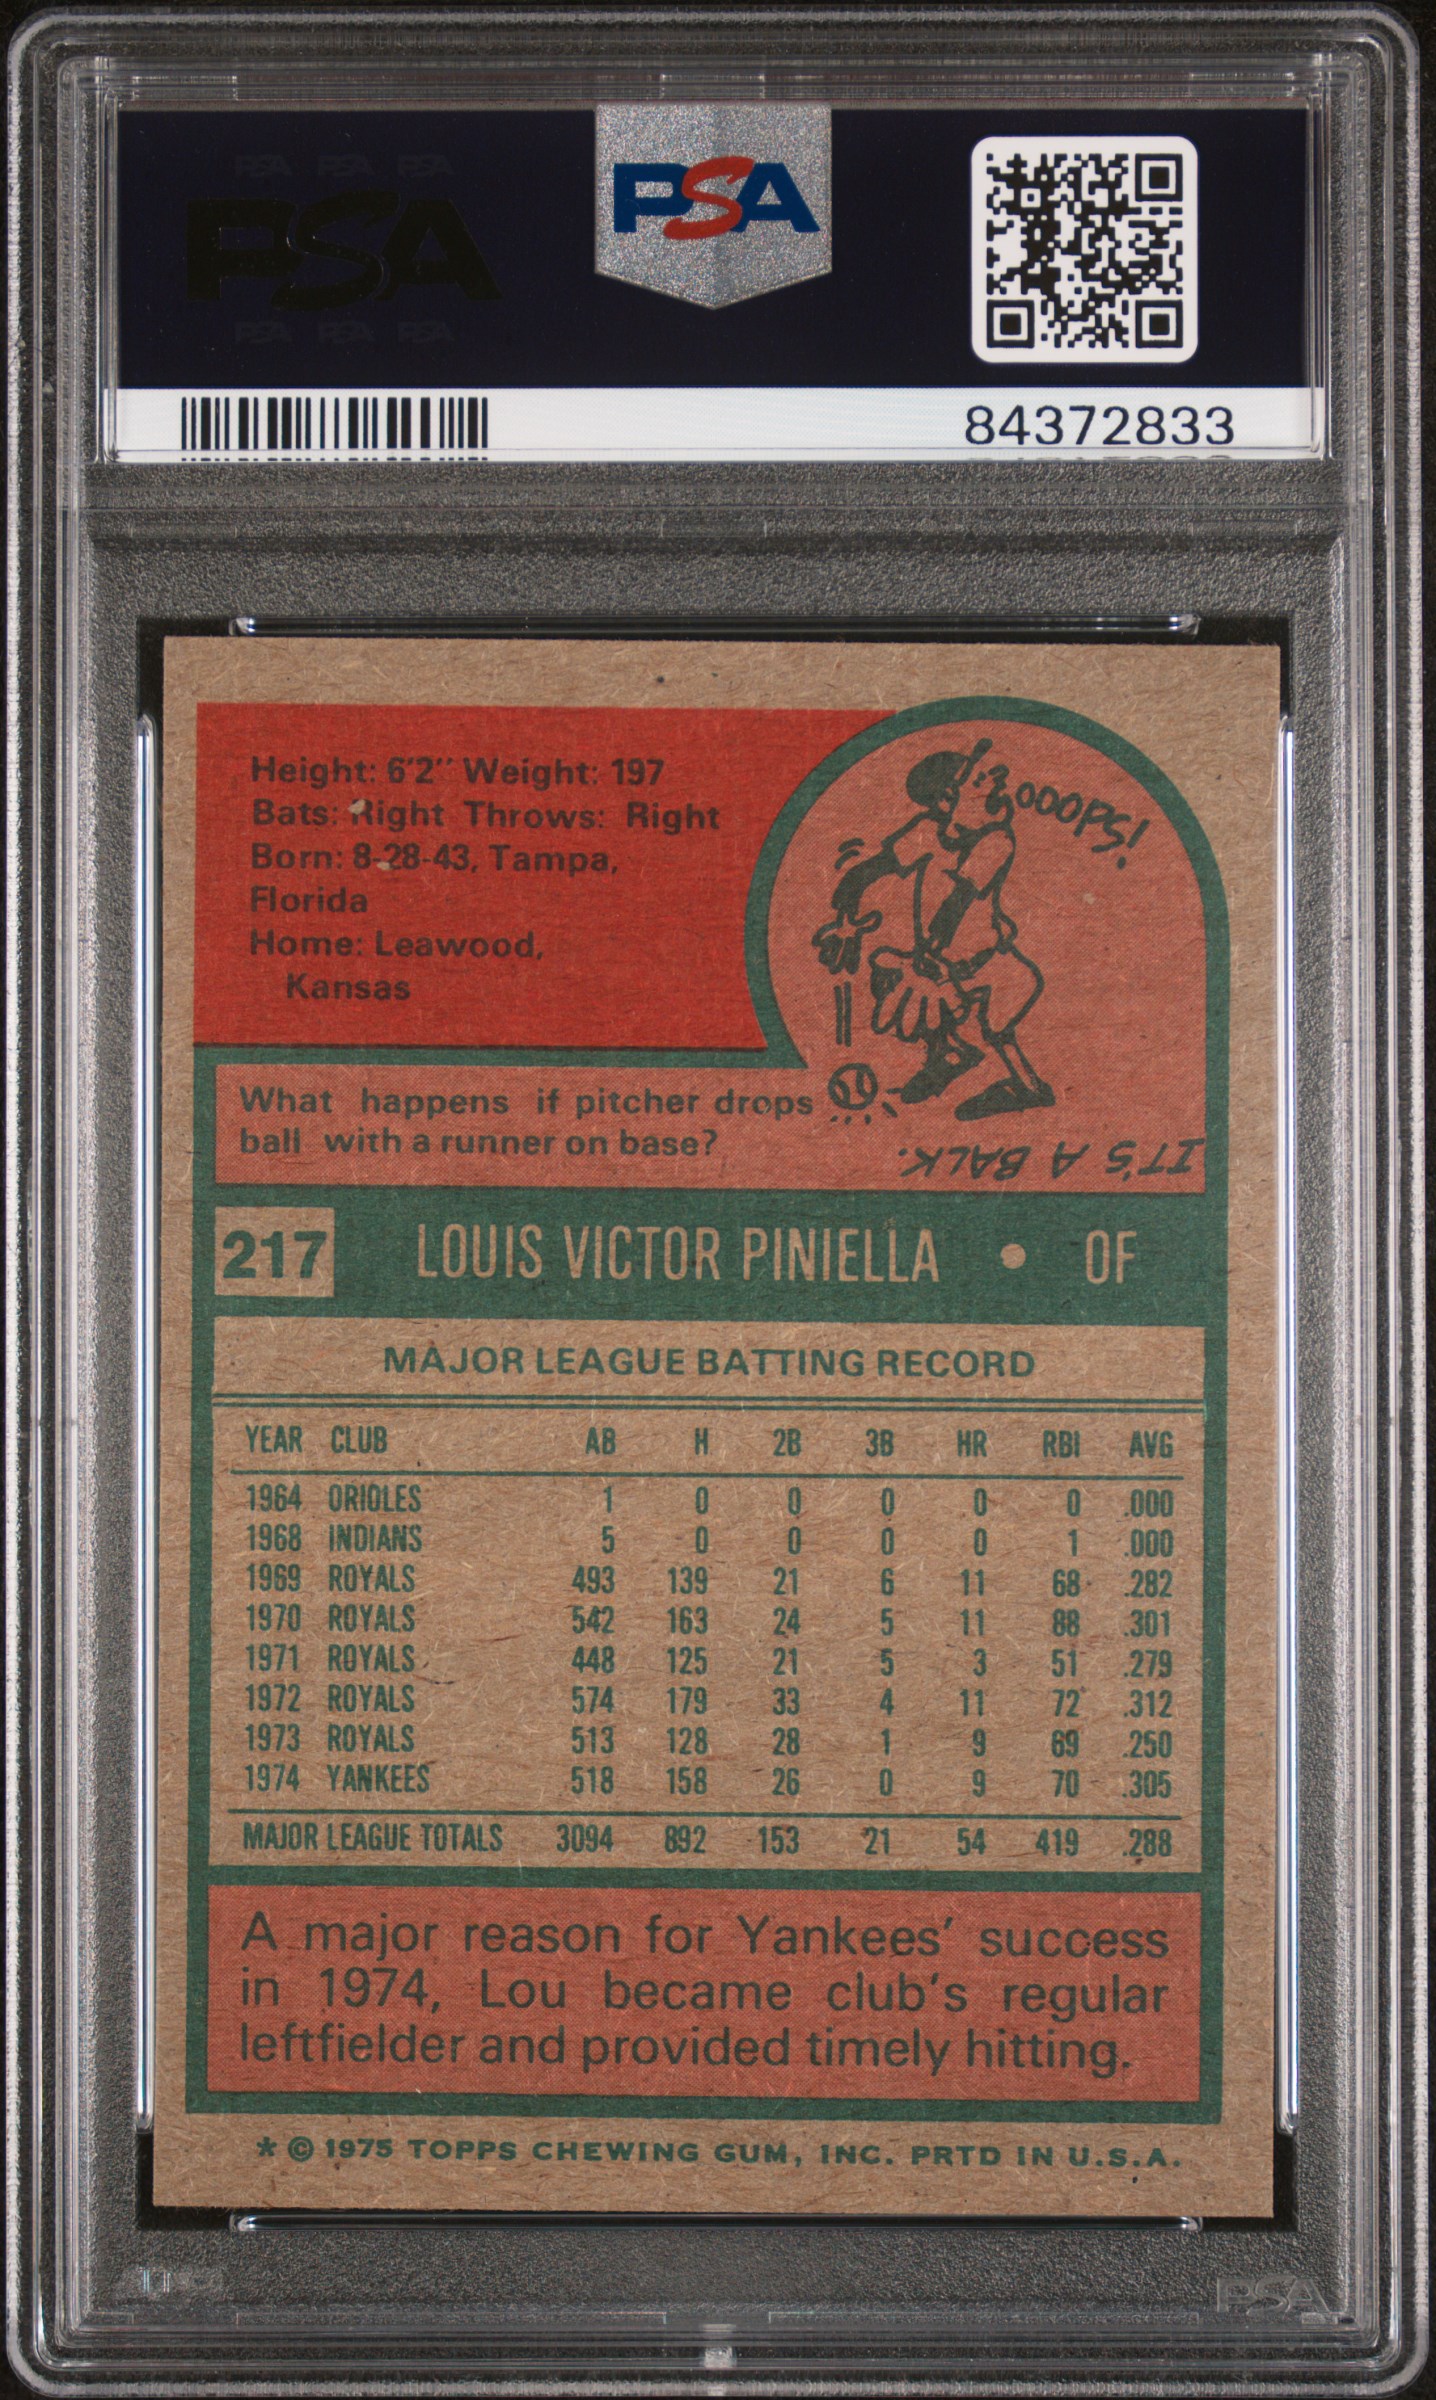 PSA PSA PSA
PSA
PSA PSA PSA
PSA
84372833
Height: 6'2" Weight: 197
Bats: Right Throws: Right
Born: 8-28-43, Tampa,
Florida
Home: Leawood,
Kansas
OOOPS!
What happens if pitcher drops
ball with a runner on base?
IT'S A BALK.
217 LOUIS VICTOR PINIELLA • OF
MAJOR LEAGUE BATTING RECORD
YEAR CLUB AB H 2B 3B HR RBI AVG
1964 ORIOLES 1 0 0 0 0 0 .000
1968 INDIANS 5 0 0 0 0 1 .000
1969 ROYALS 493 139 21 6 11 68 .282
1970 ROYALS 542 163 24 5 11 88 .301
1971 ROYALS 448 125 21 5 3 51 .279
1972 ROYALS 574 179 33 4 11 72 .312
1973 ROYALS 513 128 28 1 9 69 .250
1974 YANKEES 518 158 26 0 9 70 .305
MAJOR LEAGUE TOTALS 3094 892 153 21 54 419 .288
A major reason for Yankees' success
in 1974, Lou became club's regular
leftfielder and provided timely hitting.
* © 1975 TOPPS CHEWING GUM, INC. PRTD IN U.S.A.
PSA